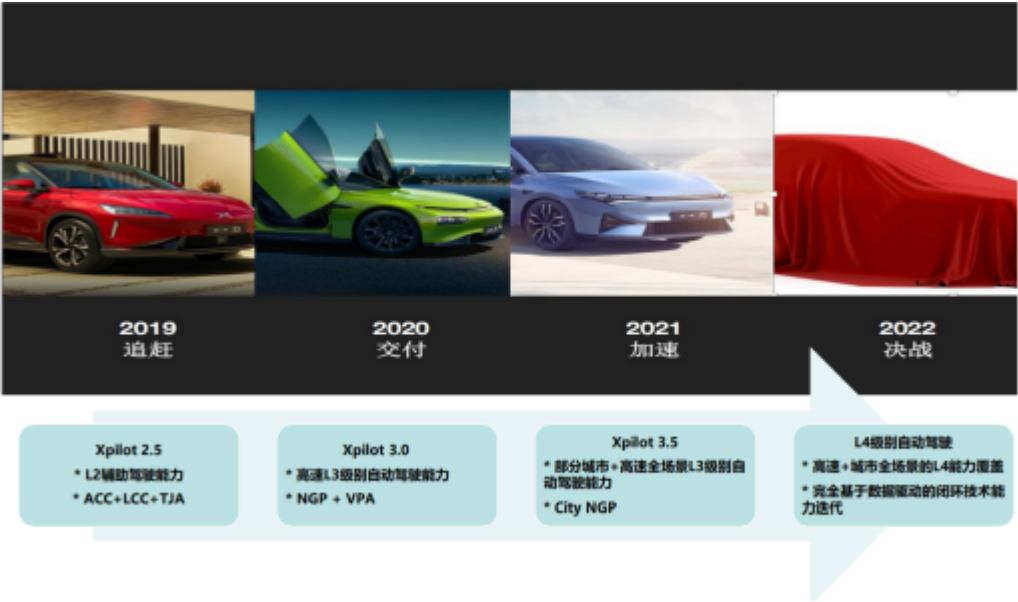 2019
追赶
2020
交付
2021
加速
2022
决战
Xpilot 2.5
* L2辅助驾驶能力
* ACC+LCC+TJA
Xpilot 3.0
* 高速L3级别自动驾驶能力
* NGP + VPA
Xpilot 3.5
* 部分城市+高速全场景L3级别自
动驾驶能力
* City NGP
L4级别自动驾驶
* 高速+城市全场景的L4能力覆盖
* 完全基于数据驱动的闭环技术能
力迭代